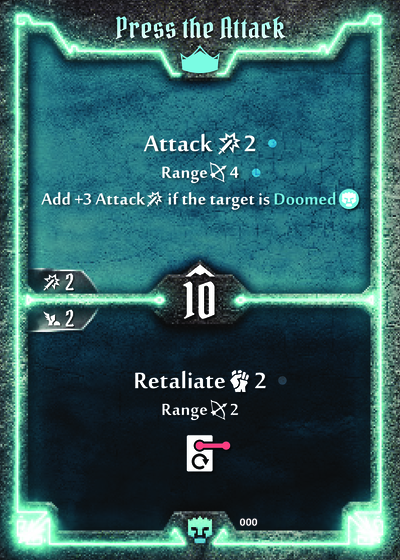 Press the Attack
Attack 2
Range 4
Add +3 Attack if the target is Doomed
2
10
2
Retaliate 2
Range 2
000